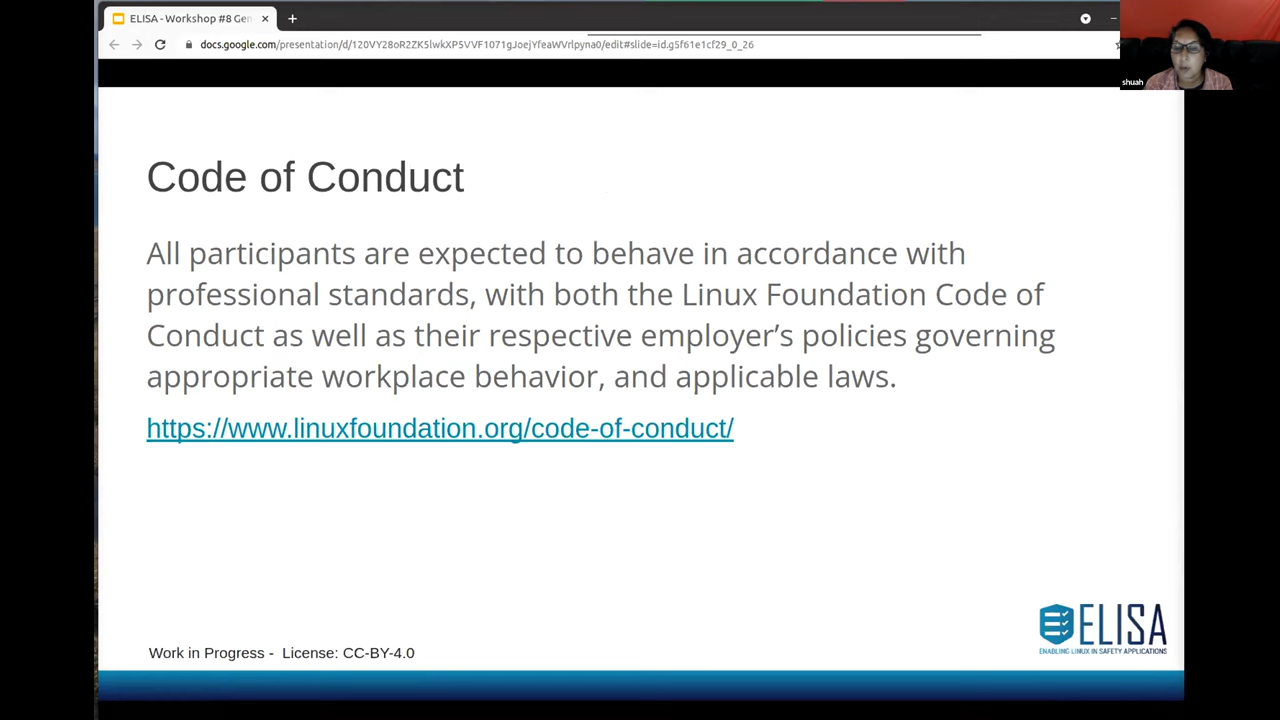 ELISA - Workshop #8 Gen
docs.google.com/presentation/d/120VY28oR2ZK5lwkXP5VVF1071gJoejYfeaWVrlpyna0/edit#slide=id.g5f61e1cf29_0_26
shuah
Code of Conduct
All participants are expected to behave in accordance with
professional standards, with both the Linux Foundation Code of
Conduct as well as their respective employer’s policies governing
appropriate workplace behavior, and applicable laws.
https://www.linuxfoundation.org/code-of-conduct/
ELISA
ENABLING LINUX IN SAFETY APPLICATIONS
Work in Progress - License: CC-BY-4.0